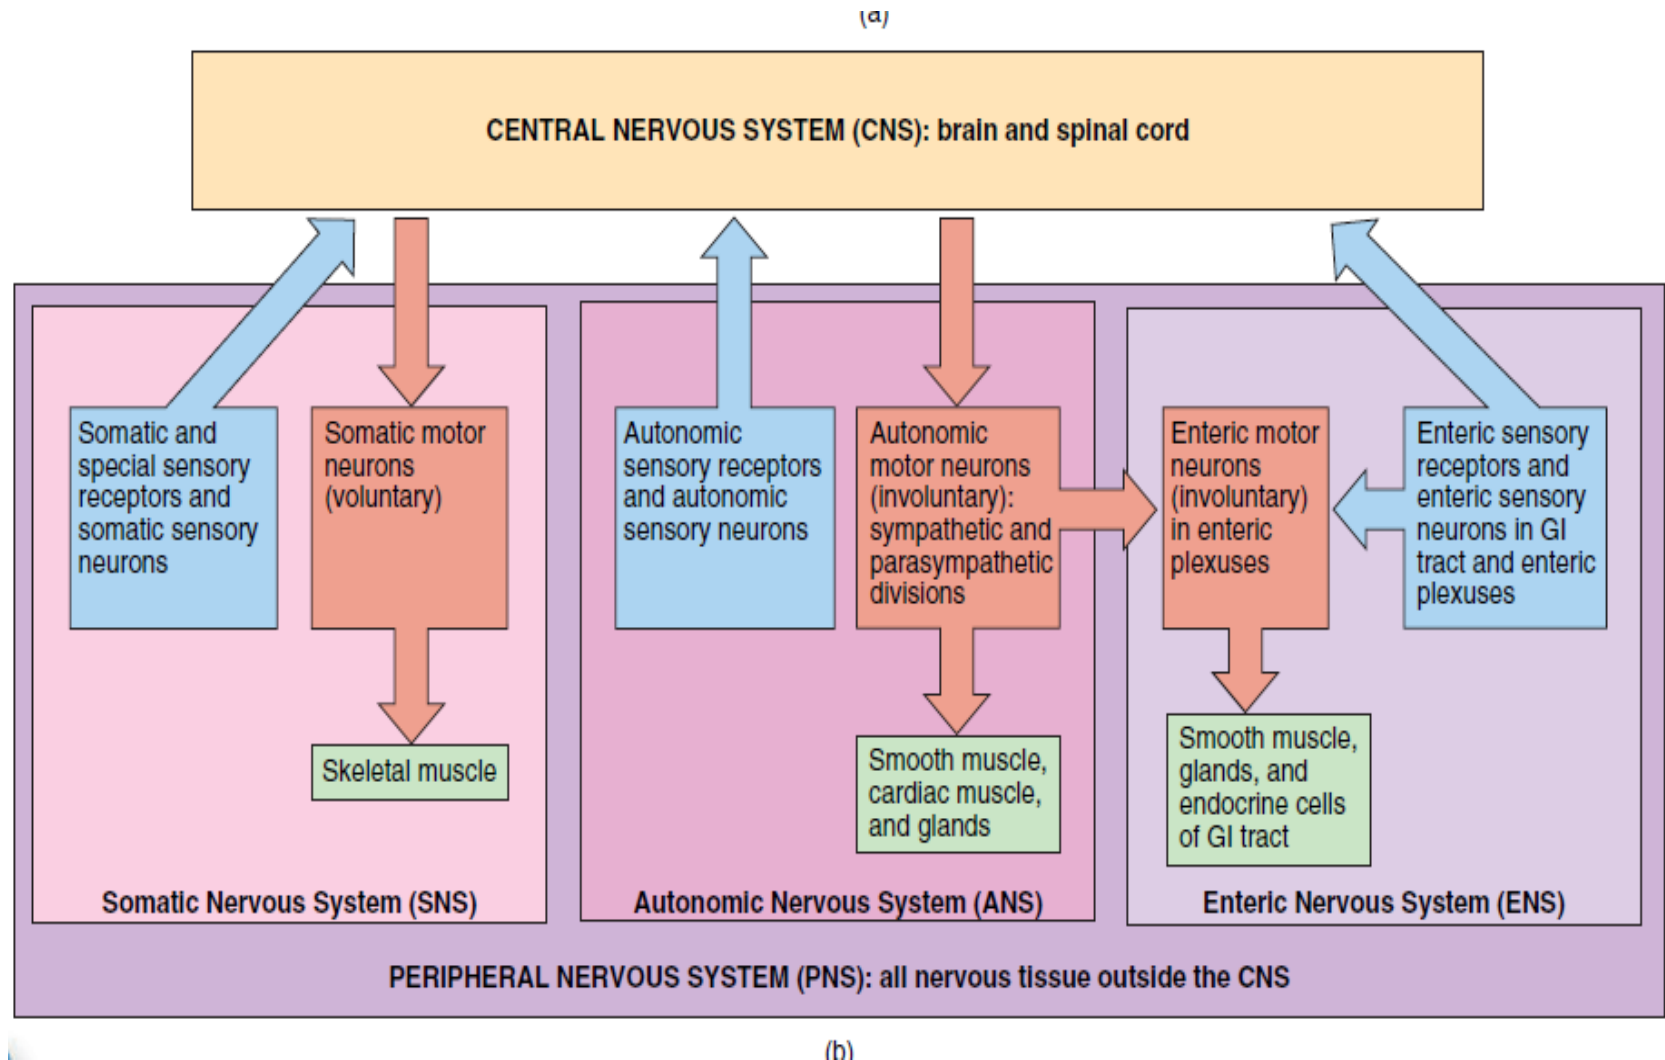 (a)
CENTRAL NERVOUS SYSTEM (CNS): brain and spinal cord
Somatic and
special sensory
receptors and
somatic sensory
neurons
Somatic motor
neurons
(voluntary)
Skeletal muscle
Somatic Nervous System (SNS)
Autonomic
sensory receptors
and autonomic
sensory neurons
Autonomic
motor neurons
(involuntary):
sympathetic and
parasympathetic
divisions
Smooth muscle,
cardiac muscle,
and glands
Autonomic Nervous System (ANS)
Enteric motor
neurons
(involuntary)
in enteric
plexuses
Enteric sensory
receptors and
enteric sensory
neurons in GI
tract and enteric
plexuses
Smooth muscle,
glands, and
endocrine cells
of GI tract
Enteric Nervous System (ENS)
PERIPHERAL NERVOUS SYSTEM (PNS): all nervous tissue outside the CNS
(b)